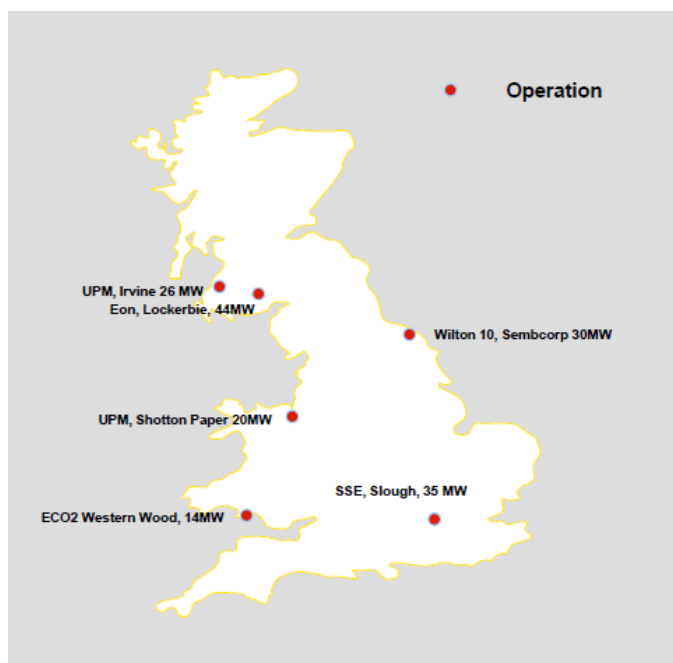 Operation
UPM, Irvine 26 MW
Eon, Lockerbie, 44MW
Wilton 10, Sembcorp 30MW
UPM, Shotton Paper 20MW
SSE, Slough, 35 MW
ECO2 Western Wood, 14MW